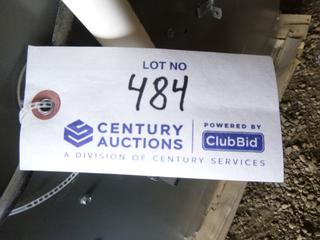 LOT NO
484
CENTURY
AUCTIONS
POWERED BY
ClubBid
A DIVISION OF CENTURY SERVICES